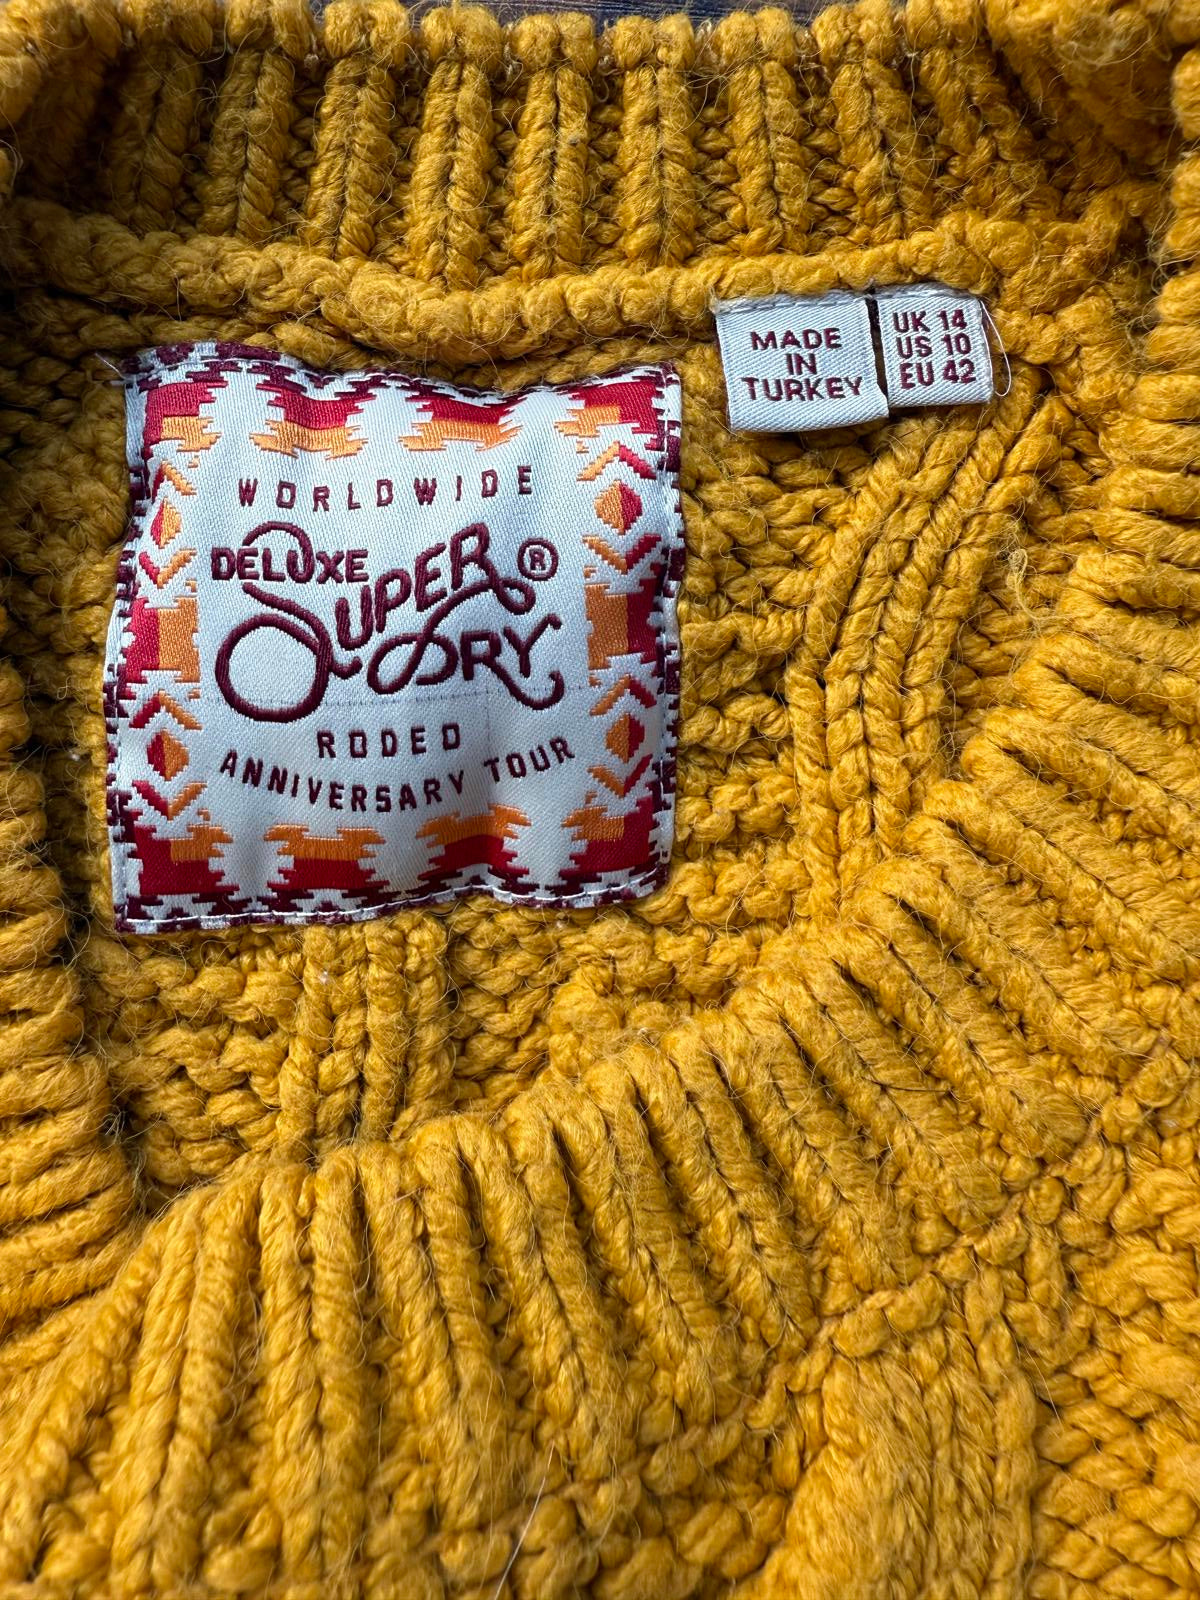 WORLDWIDE
DELUXE SUPER ®
DRY
RODEO
ANNIVERSARY TOUR
MADE
IN
TURKEY
UK 14
US 10
EU 42